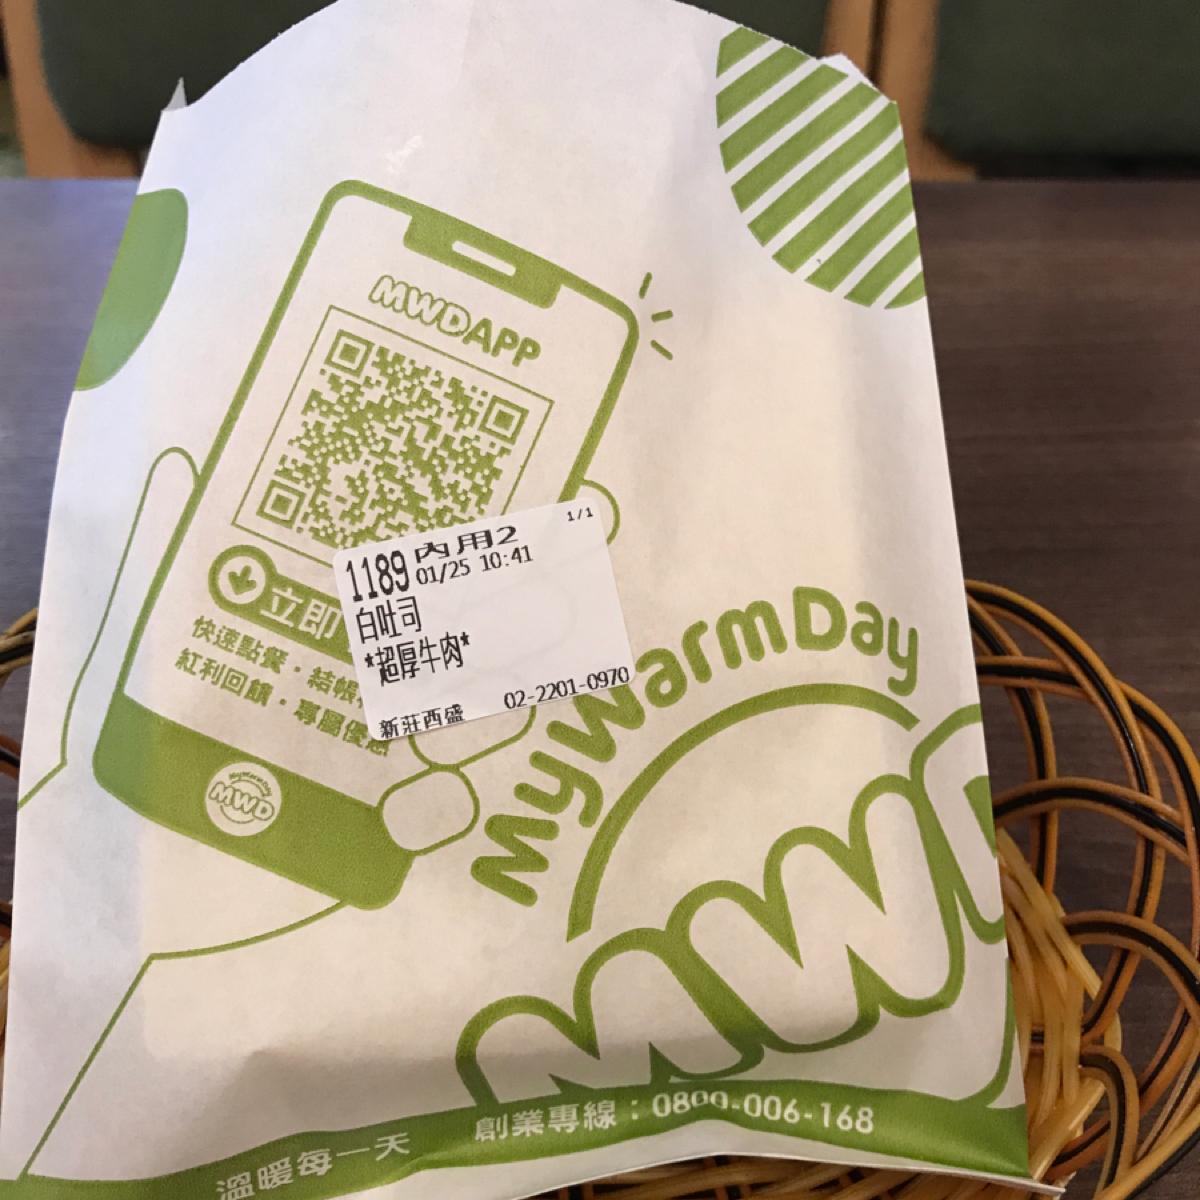 MWDAPP
立即
快速點餐・結帳
紅利回饋・專屬優惠
MyWarmDay
MWD
1/1
1189 內用2
01/25 10:41
白吐司
*超厚牛肉*
新莊西盛 02-2201-0970
MyWarmDay
MWD
溫暖每一天 創業專線：0800-006-168